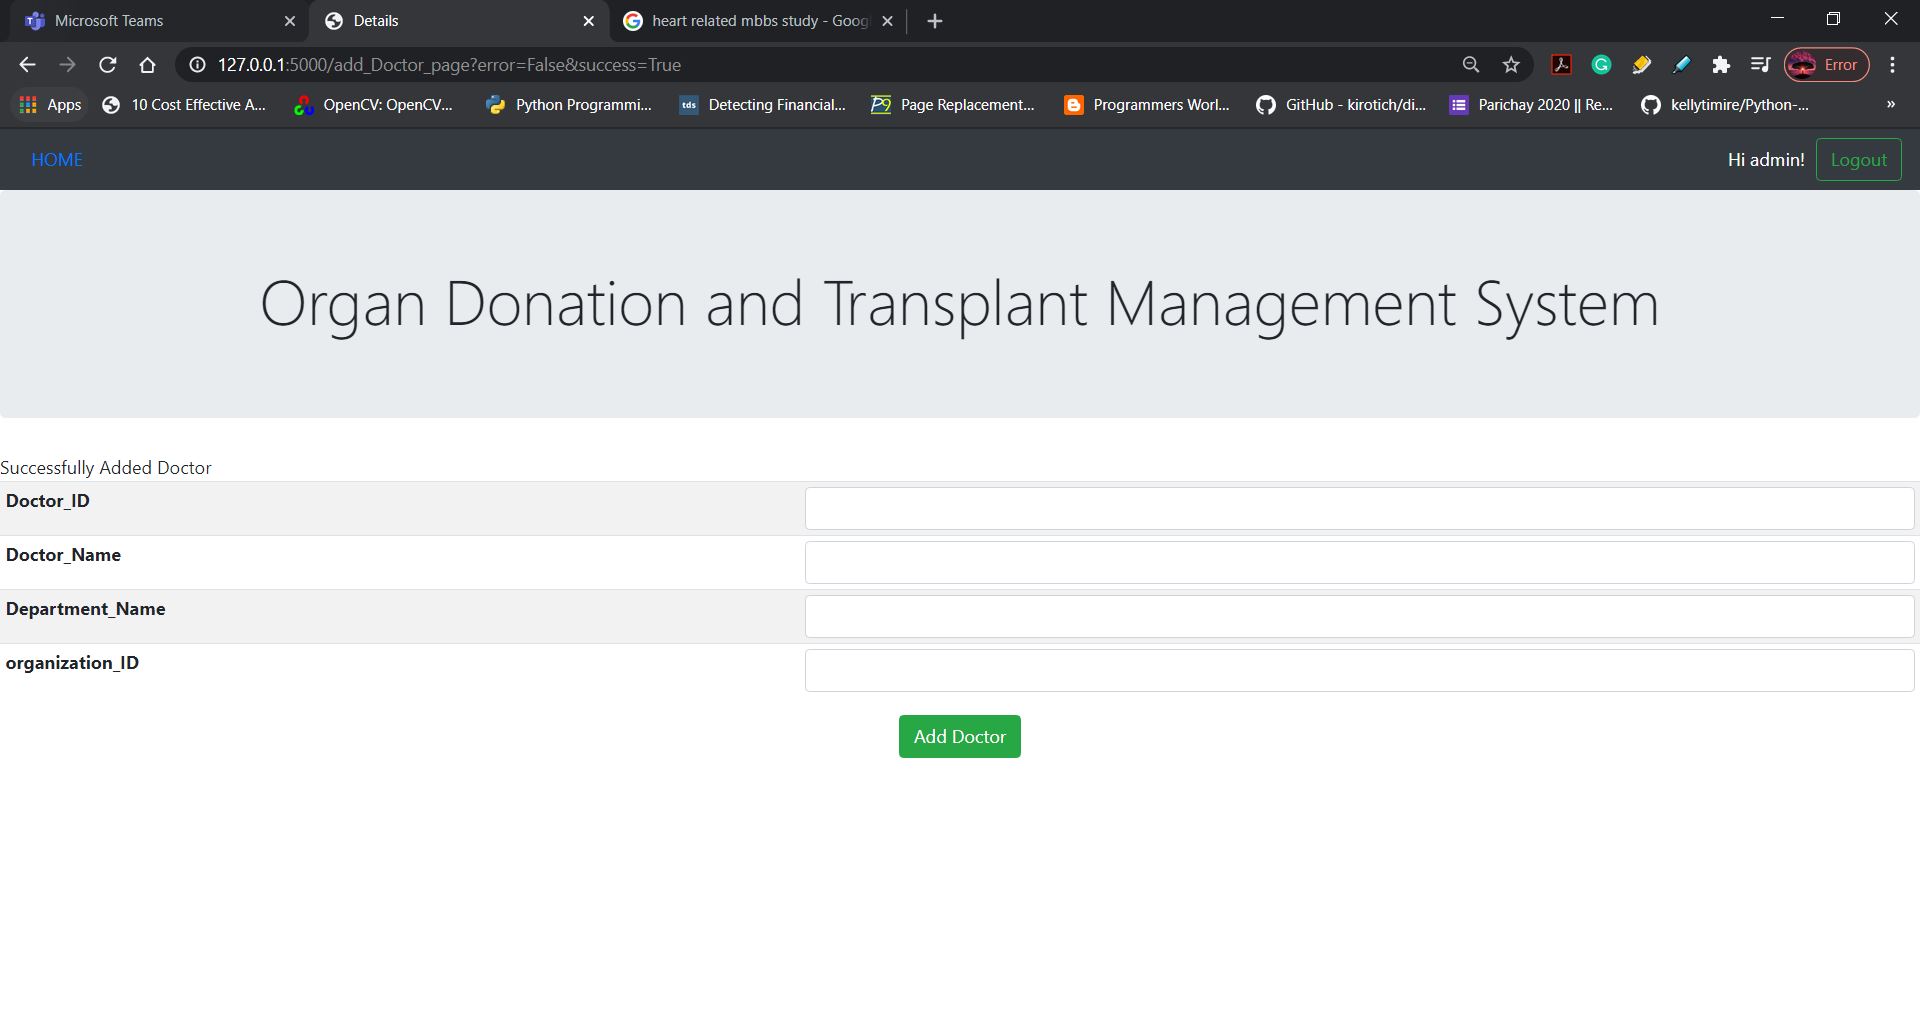 Microsoft Teams
Details
heart related mbbs study - Goog
127.0.0.1:5000/add_Doctor_page?error=False&success=True
Error
Apps
10 Cost Effective A...
OpenCV: OpenCV...
Python Programmi...
tds
Detecting Financial...
Page Replacement...
Programmers Worl...
GitHub - kirotich/di...
Parichay 2020 || Re...
kellytimire/Python-...
»
HOME
Hi admin!
Logout
Organ Donation and Transplant Management System
Successfully Added Doctor
Doctor_ID
Doctor_Name
Department_Name
organization_ID
Add Doctor